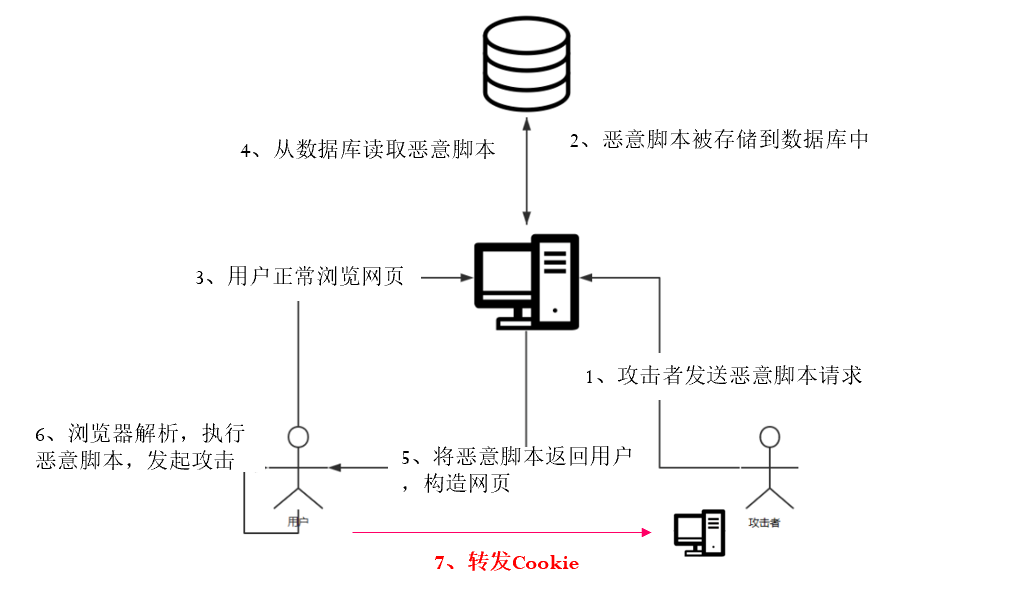 4、从数据库读取恶意脚本
2、恶意脚本被存储到数据库中
3、用户正常浏览网页
1、攻击者发送恶意脚本请求
6、浏览器解析，执行
恶意脚本，发起攻击
5、将恶意脚本返回用户
，构造网页
用户
攻击者
7、转发Cookie